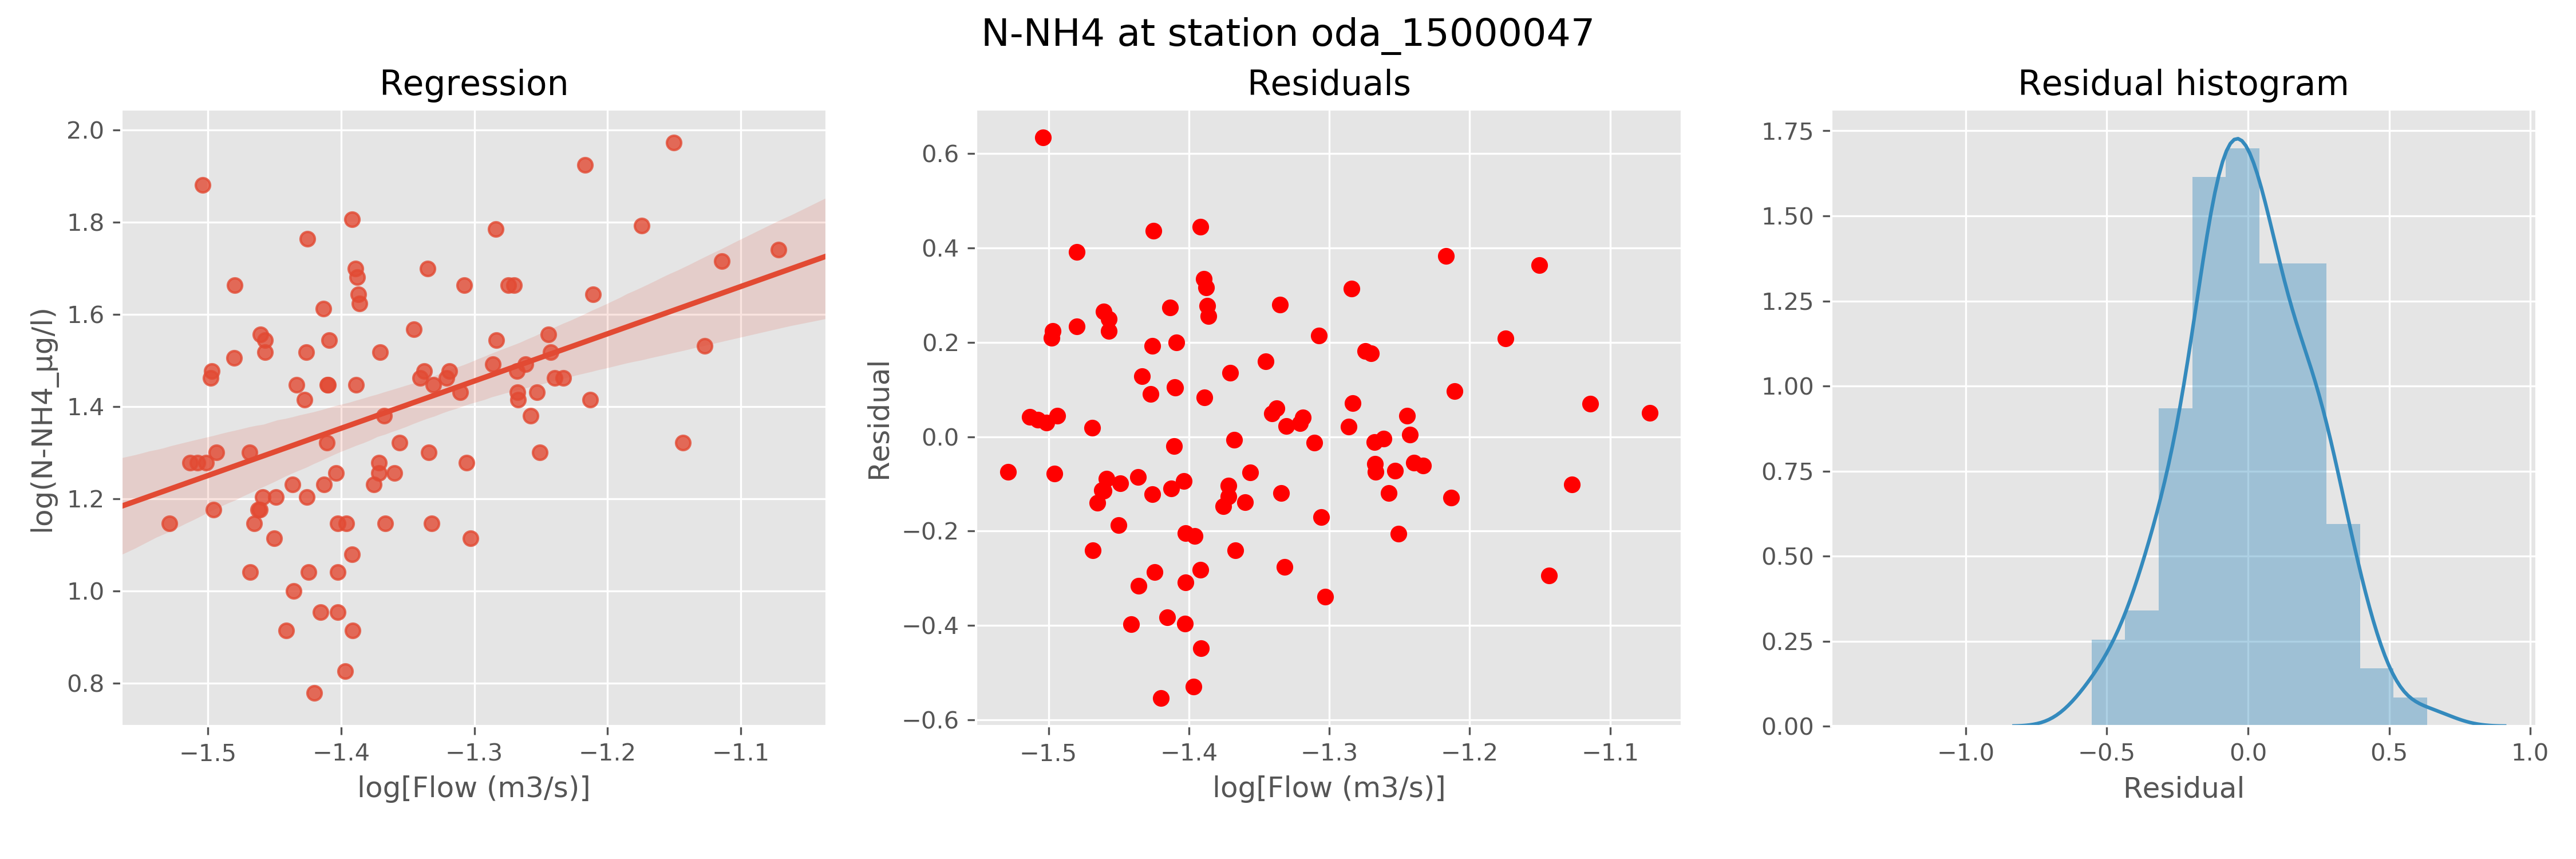 N-NH4 at station oda_15000047
Regression
2.0
1.8
1.6
1.4
1.2
1.0
0.8
log(N-NH4_µg/l)
−1.5 −1.4 −1.3 −1.2 −1.1
log[Flow (m3/s)]
Residuals
0.6
0.4
0.2
0.0
−0.2
−0.4
−0.6
Residual
−1.5 −1.4 −1.3 −1.2 −1.1
log[Flow (m3/s)]
Residual histogram
1.75
1.50
1.25
1.00
0.75
0.50
0.25
0.00
−1.0 −0.5 0.0 0.5 1.0
Residual